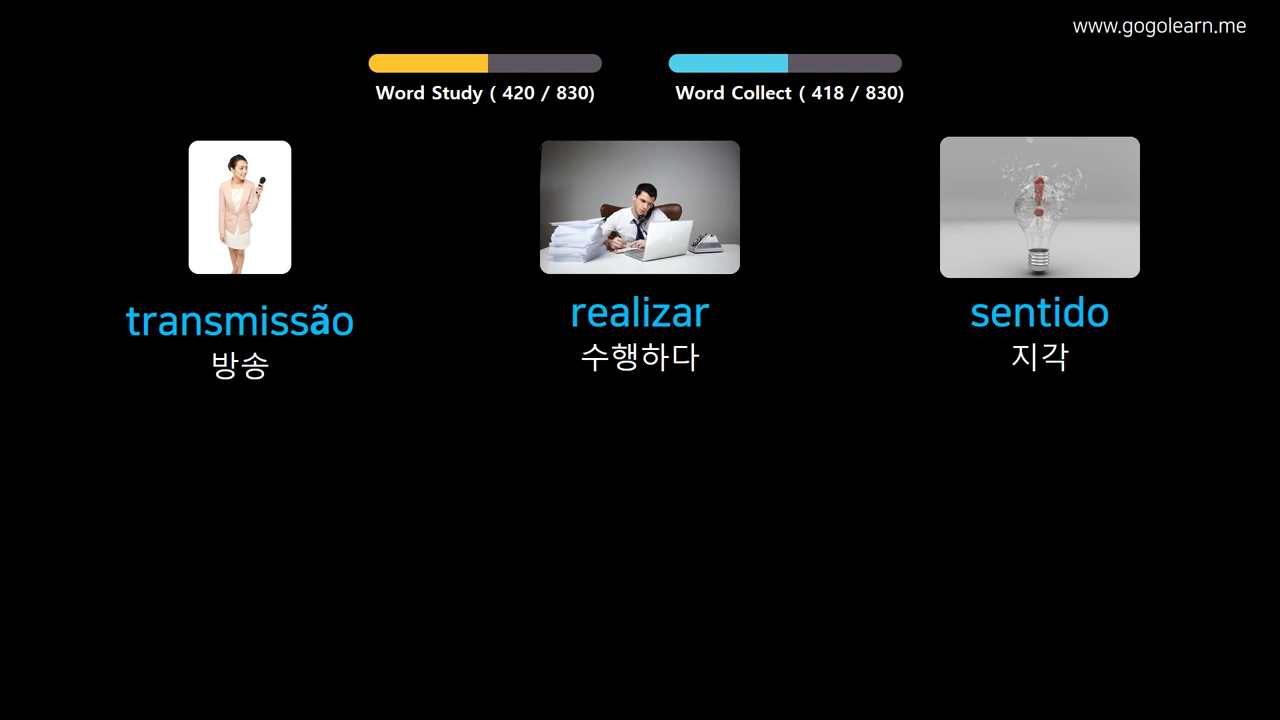 www.gogolearn.me
Word Study ( 420 / 830)
Word Collect ( 418 / 830)
transmissão
방송
realizar
수행하다
sentido
지각